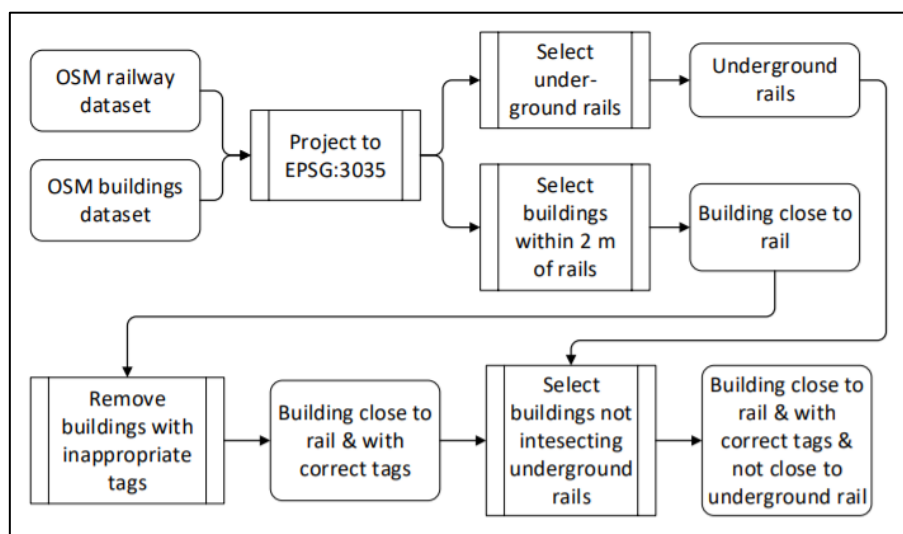 OSM railway
dataset
OSM buildings
dataset
Project to
EPSG:3035
Select
under-
ground rails
Underground
rails
Select
buildings
within 2 m
of rails
Building close to
rail
Remove
buildings with
inappropriate
tags
Building close to
rail & with
correct tags
Select
buildings not
intesecting
underground
rails
Building close to
rail & with
correct tags &
not close to
underground rail